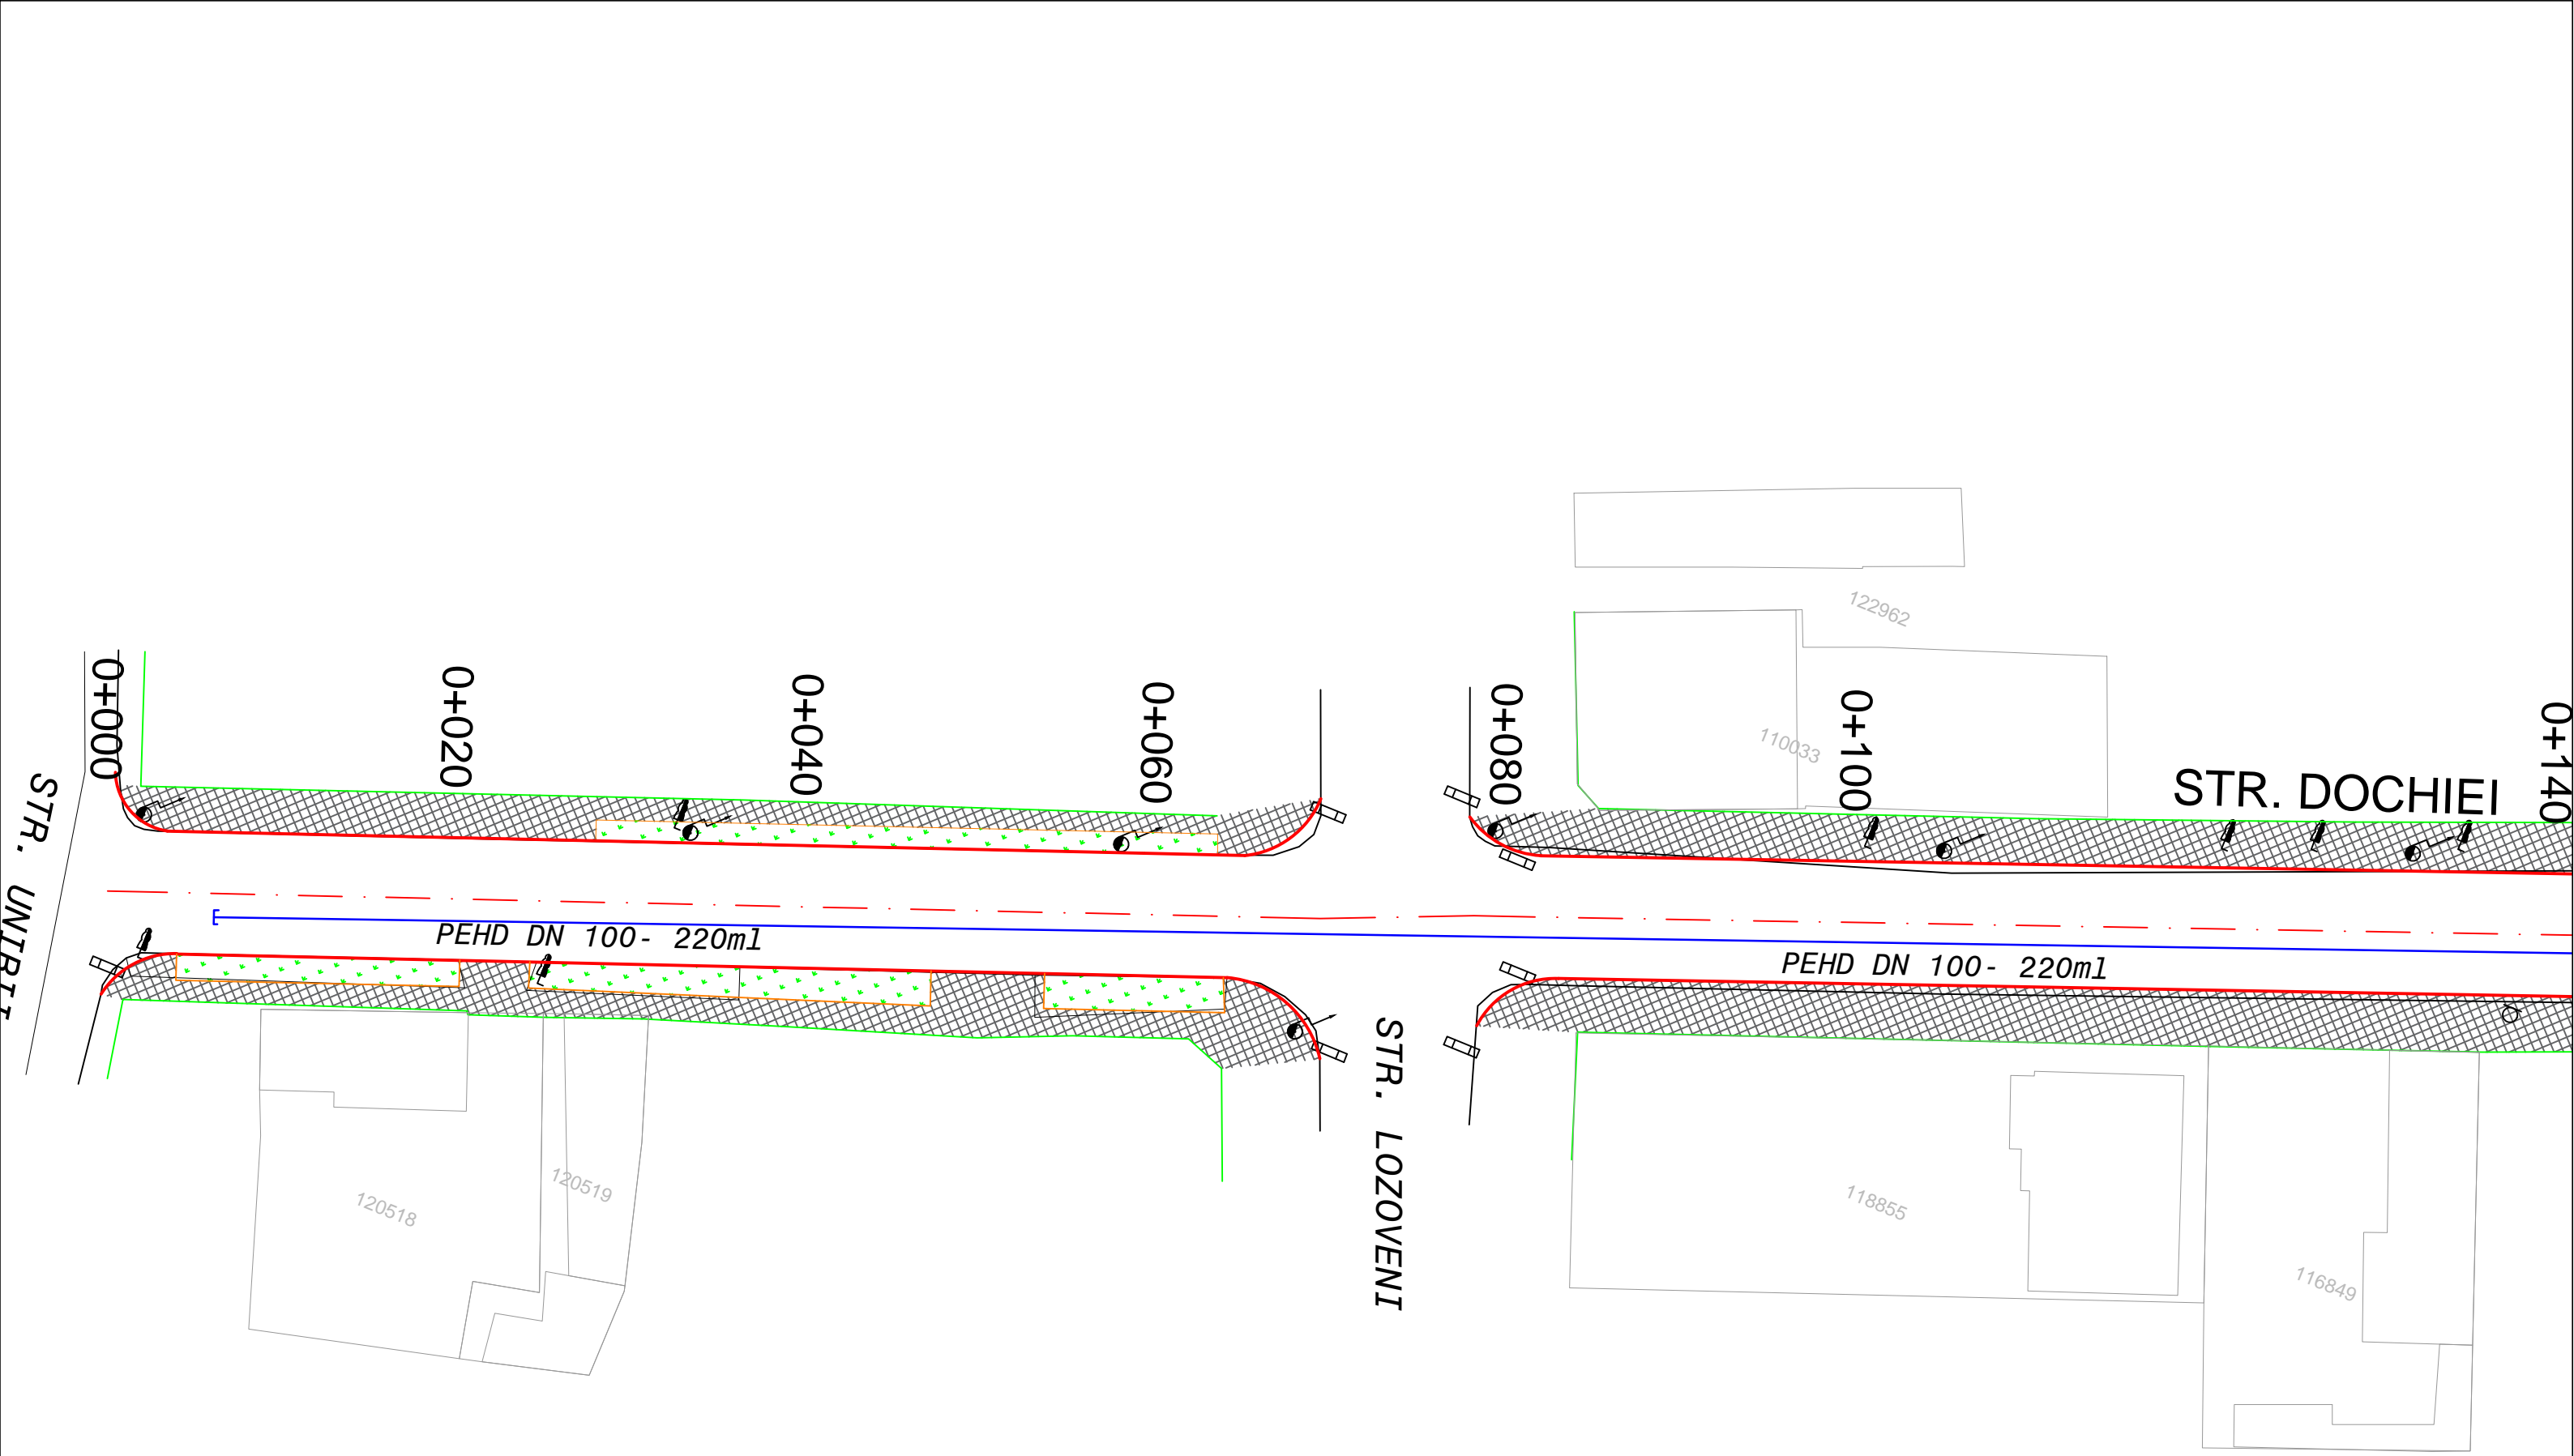 122962
0+000
0+020
0+040
0+060
0+080
110033
0+100
0+140
STR. DOCHIEI
STR. UNIRII
PEHD DN 100- 220ml
PEHD DN 100- 220ml
STR. LOZOVENI
120518
120519
118855
116849